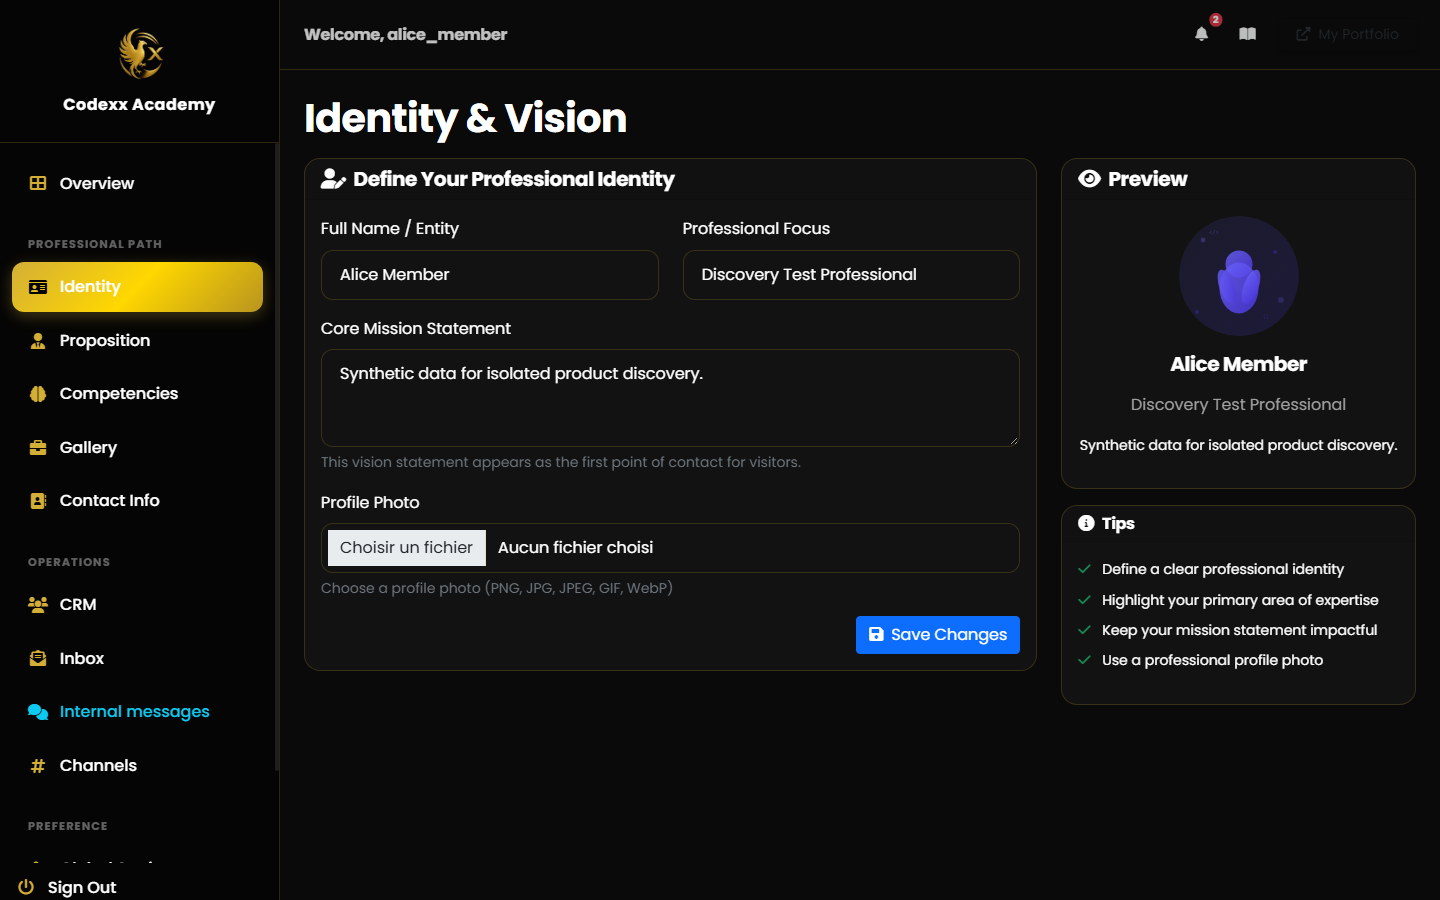 Codexx Academy
Overview
PROFESSIONAL PATH
Identity
Proposition
Competencies
Gallery
Contact Info
OPERATIONS
CRM
Inbox
Internal messages
Channels
PREFERENCE
Sign Out
Welcome, alice_member
2
My Portfolio
Identity & Vision
Define Your Professional Identity
Full Name / Entity
Professional Focus
Alice Member
Discovery Test Professional
Core Mission Statement
Synthetic data for isolated product discovery.
This vision statement appears as the first point of contact for visitors.
Profile Photo
Choisir un fichier Aucun fichier choisi
Choose a profile photo (PNG, JPG, JPEG, GIF, WebP)
Save Changes
Preview
Alice Member
Discovery Test Professional
Synthetic data for isolated product discovery.
Tips
Define a clear professional identity
Highlight your primary area of expertise
Keep your mission statement impactful
Use a professional profile photo